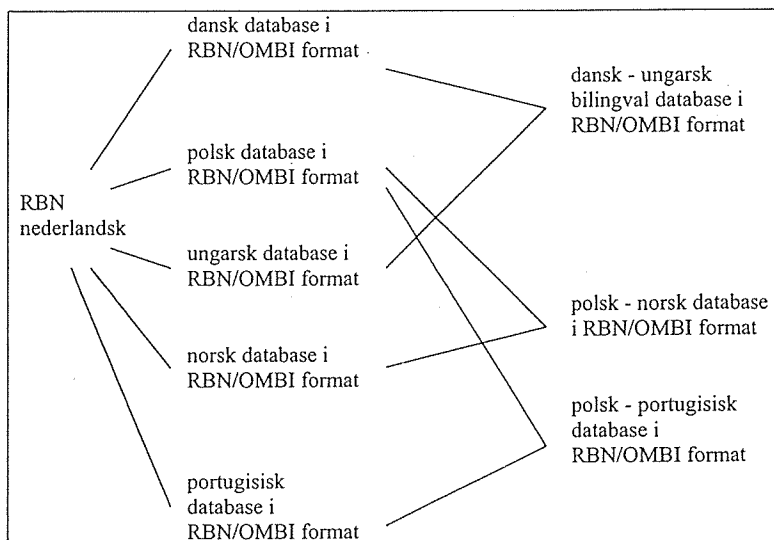 RBN
nederlandsk
dansk database i
RBN/OMBI format
polsk database i
RBN/OMBI format
ungarsk database i
RBN/OMBI format
norsk database i
RBN/OMBI format
portugisisk
database i
RBN/OMBI format
dansk - ungarsk
bilingval database i
RBN/OMBI format
polsk - norsk database
i RBN/OMBI format
polsk - portugisisk
database i
RBN/OMBI format